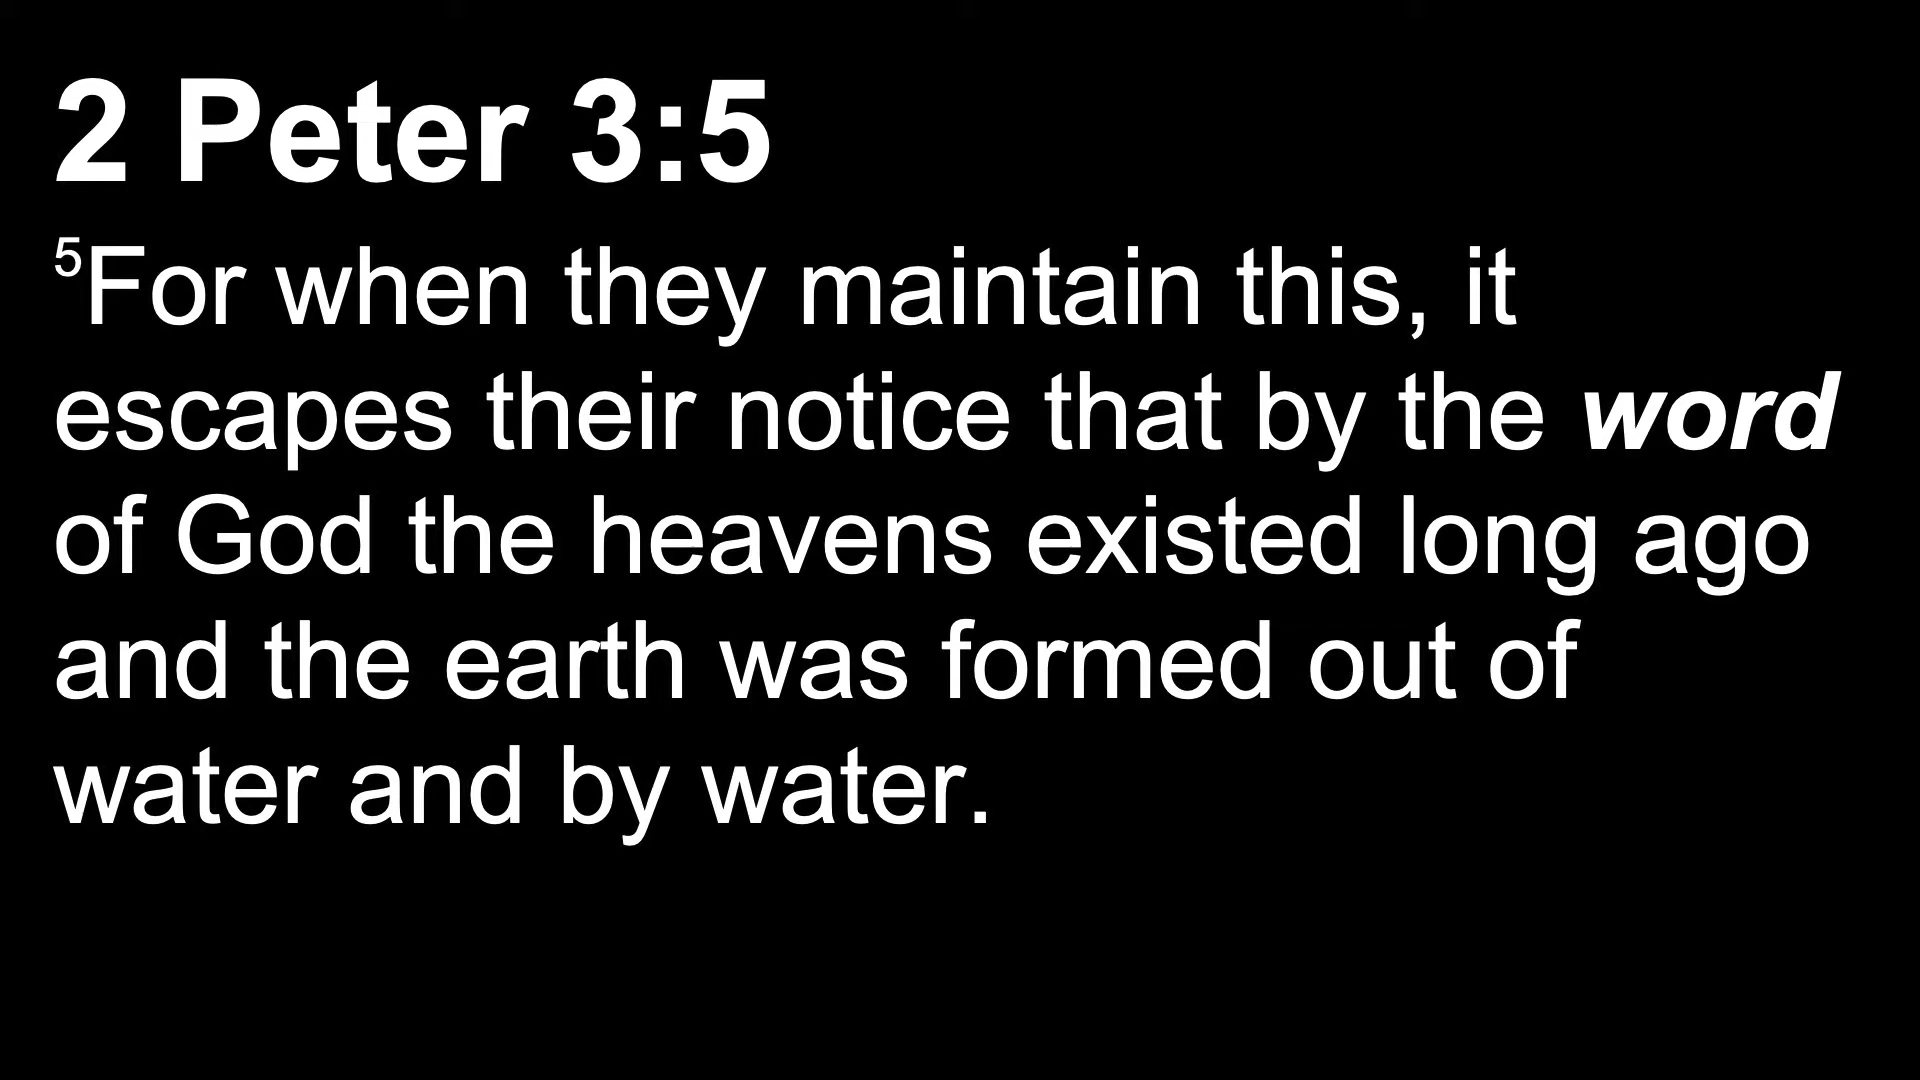 2 Peter 3:5
⁵For when they maintain this, it
escapes their notice that by the word
of God the heavens existed long ago
and the earth was formed out of
water and by water.